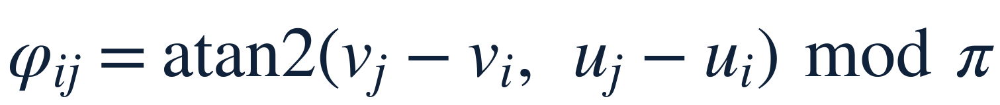 φᵢⱼ = atan2(vⱼ − vᵢ, uⱼ − uᵢ) mod π